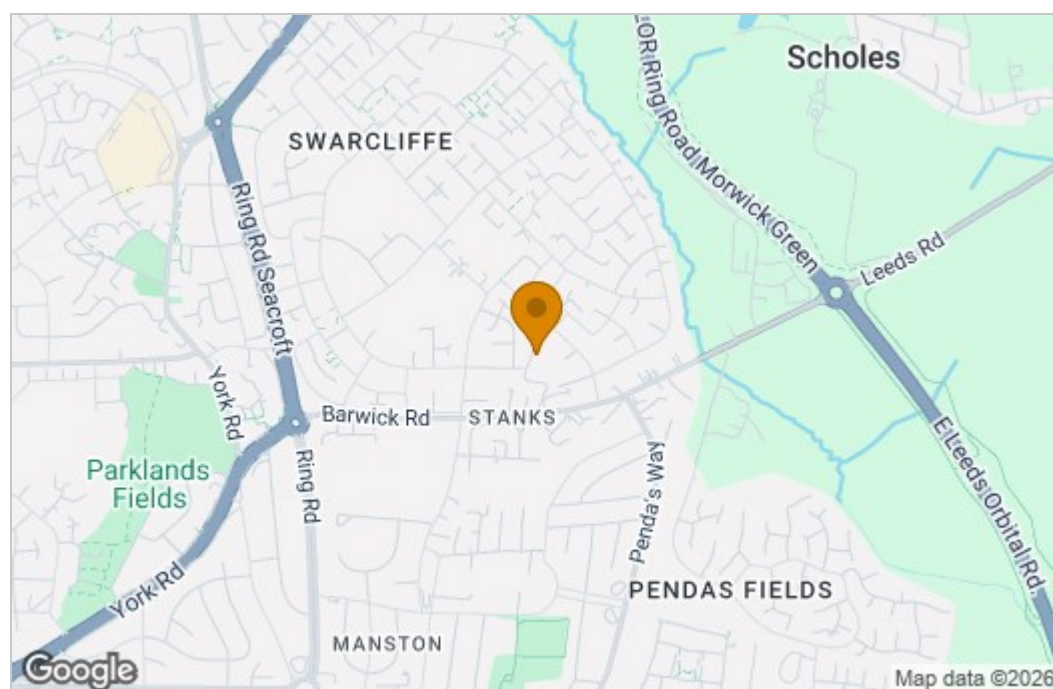 Scholes
SWARCLIFFE
EOR Ring Road Morwick Green
Ring Rd Seacroft
Leeds Rd
York Rd
Barwick Rd
STANKS
Parklands
Fields
Ring Rd
Penda's Way
E Leeds Orbital Rd.
York Rd
PENDAS FIELDS
MANSTON
Google
Map data ©2026